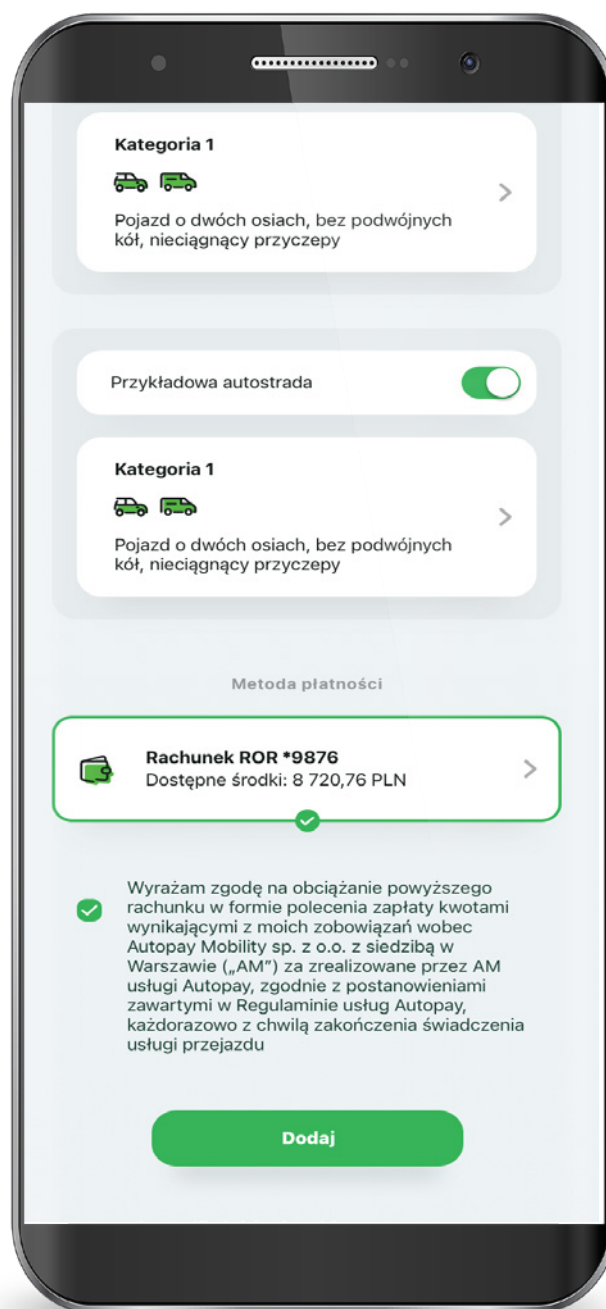 Kategoria 1
Pojazd o dwóch osiach, bez podwójnych
kół, nieciągnący przyczepy
Przykładowa autostrada
Kategoria 1
Pojazd o dwóch osiach, bez podwójnych
kół, nieciągnący przyczepy
Metoda płatności
Rachunek ROR *9876
Dostępne środki: 8 720,76 PLN
Wyrażam zgodę na obciążanie powyższego
rachunku w formie polecenia zapłaty kwotami
wynikającymi z moich zobowiązań wobec
Autopay Mobility sp. z o.o. z siedzibą w
Warszawie („AM”) za zrealizowane przez AM
usługi Autopay, zgodnie z postanowieniami
zawartymi w Regulaminie usług Autopay,
każdorazowo z chwilą zakończenia świadczenia
usługi przejazdu
Dodaj